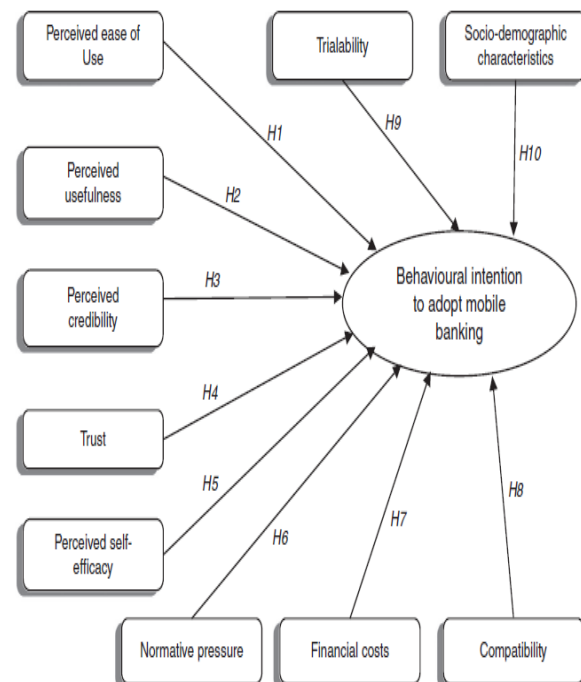 Perceived ease of
Use
Trialability
Socio-demographic
characteristics
H1
H9
H10
Perceived
usefulness
H2
Perceived
credibility
H3
Behavioural intention
to adopt mobile
banking
Trust
H4
Perceived self-
efficacy
H5
H6
H7
H8
Normative pressure
Financial costs
Compatibility